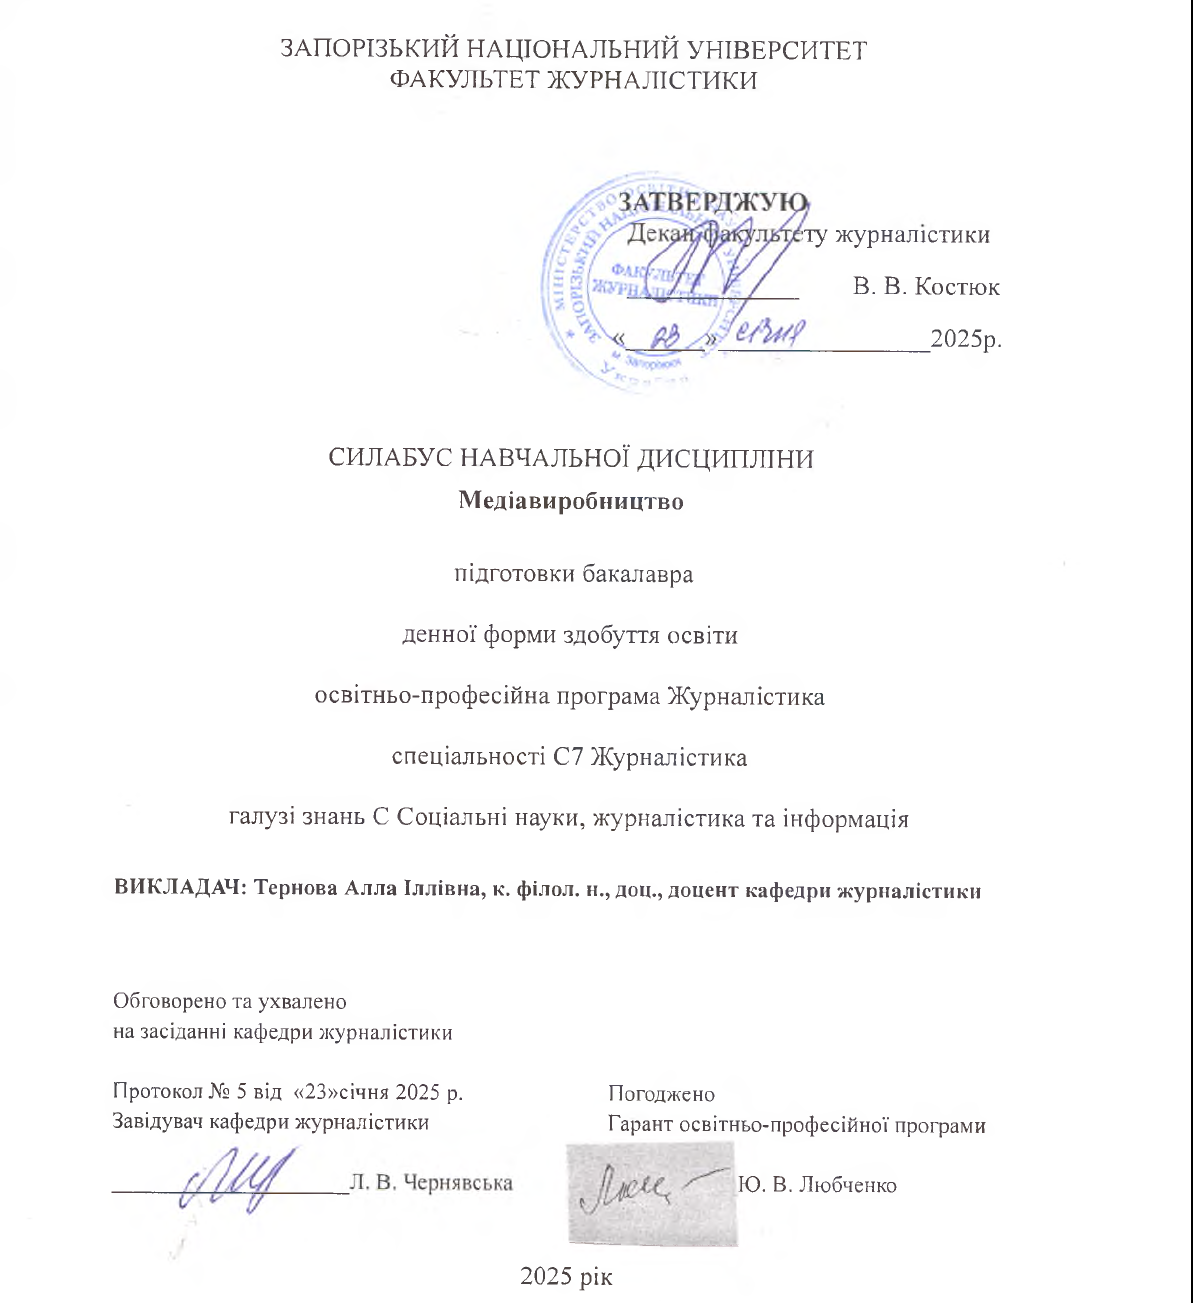 ЗАПОРІЗЬКИЙ НАЦІОНАЛЬНИЙ УНІВЕРСИТЕТ
ФАКУЛЬТЕТ ЖУРНАЛІСТИКИ
ЗАТВЕРДЖУЮ
Декан факультету журналістики
В. В. Костюк
« 23 » січня 2025р.
ФАКУЛЬТЕТ
ЖУРНАЛІСТИКИ
СИЛАБУС НАВЧАЛЬНОЇ ДИСЦИПЛІНИ
Медіавиробництво
підготовки бакалавра
денної форми здобуття освіти
освітньо-професійна програма Журналістика
спеціальності С7 Журналістика
галузі знань С Соціальні науки, журналістика та інформація
ВИКЛАДАЧ: Тернова Алла Іллівна, к. філол. н., доц., доцент кафедри журналістики
Обговорено та ухвалено
на засіданні кафедри журналістики
Протокол № 5 від «23»січня 2025 р.
Завідувач кафедри журналістики
Л. В. Чернявська
Погоджено
Гарант освітньо-професійної програми
Ю. В. Любченко
2025 рік